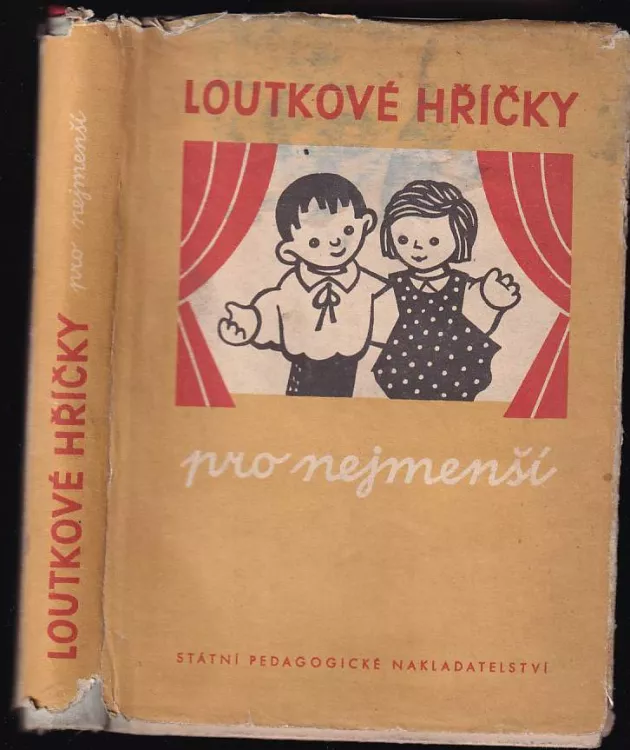 LOUTKOVÉ HŘÍČKY
pro nejmenší
STÁTNÍ PEDAGOGICKÉ NAKLADATELSTVÍ
LOUTKOVÉ HŘÍČKY pro nejmenší